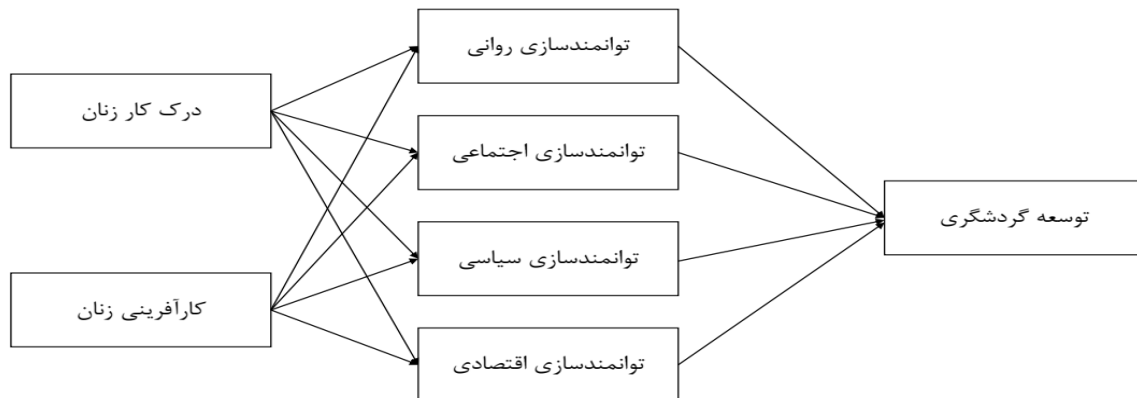 توانمندسازی روانی
درک کار زنان
توانمندسازی اجتماعی
توسعه گردشگری
توانمندسازی سیاسی
کارآفرینی زنان
توانمندسازی اقتصادی